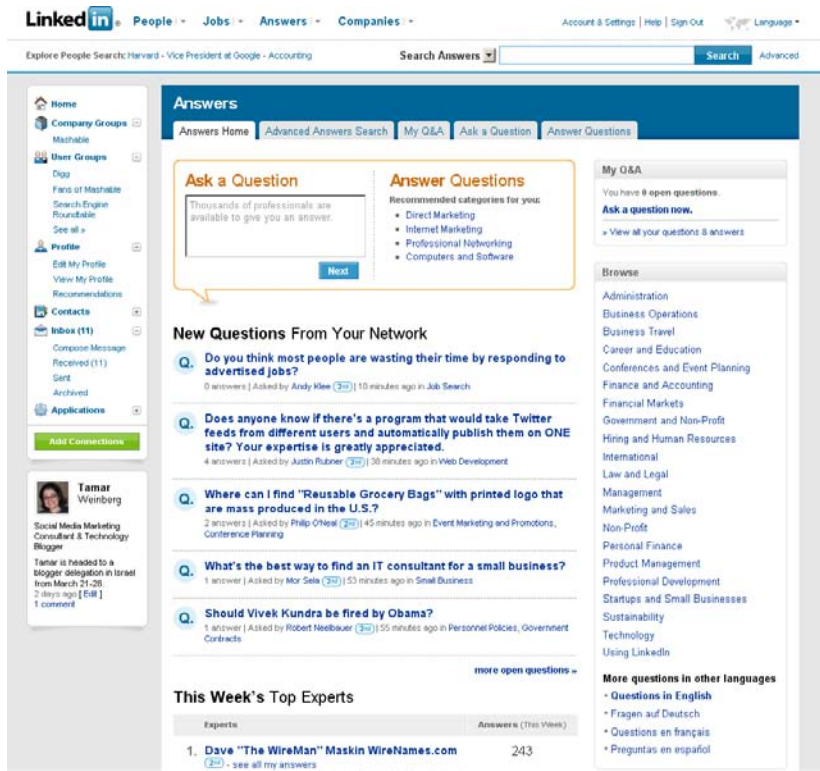 Linked in. People Jobs Answers Companies Account & Settings | Help | Sign Out Language
Explore People Search: Harvard - Vice President at Google - Accounting Search Answers Search Advanced
Home
Company Groups
Mashable
User Groups
Digg
Fans of Mashable
Search Engine
Roundtable
See all »
Profile
Edit My Profile
View My Profile
Recommendations
Contacts
Inbox (11)
Compose Message
Received (11)
Sent
Archived
Applications
Add Connections
Tamar
Weinberg
Social Media Marketing
Consultant & Technology
Blogger
Tamar is headed to a
blogger delegation in Israel
from March 21-28.
2 days ago [ Edit ]
1 comment
Answers
Answers Home Advanced Answers Search My Q&A Ask a Question Answer Questions
Ask a Question
Thousands of professionals are
available to give you an answer.
Next
Answer Questions
Recommended categories for you:
• Direct Marketing
• Internet Marketing
• Professional Networking
• Computers and Software
New Questions From Your Network
Q. Do you think most people are wasting their time by responding to
advertised jobs?
0 answers | Asked by Andy Klee (2nd) | 10 minutes ago in Job Search
Q. Does anyone know if there's a program that would take Twitter
feeds from different users and automatically publish them on ONE
site? Your expertise is greatly appreciated.
4 answers | Asked by Justin Rubner (2nd) | 38 minutes ago in Web Development
Q. Where can I find "Reusable Grocery Bags" with printed logo that
are mass produced in the U.S.?
2 answers | Asked by Philip O'Neal (2nd) | 45 minutes ago in Event Marketing and Promotions,
Conference Planning
Q. What's the best way to find an IT consultant for a small business?
1 answer | Asked by Mor Sela (2nd) | 53 minutes ago in Small Business
Q. Should Vivek Kundra be fired by Obama?
1 answer | Asked by Robert Neelbauer (2nd) | 55 minutes ago in Personnel Policies, Government
Contracts
more open questions »
This Week's Top Experts
Experts Answers (This Week)
1. Dave "The WireMan" Maskin WireNames.com 243
2nd - see all my answers
My Q&A
You have 0 open questions.
Ask a question now.
» View all your questions & answers
Browse
Administration
Business Operations
Business Travel
Career and Education
Conferences and Event Planning
Finance and Accounting
Financial Markets
Government and Non-Profit
Hiring and Human Resources
International
Law and Legal
Management
Marketing and Sales
Non-Profit
Personal Finance
Product Management
Professional Development
Startups and Small Businesses
Sustainability
Technology
Using LinkedIn
More questions in other languages
• Questions in English
• Fragen auf Deutsch
• Questions en français
• Preguntas en español